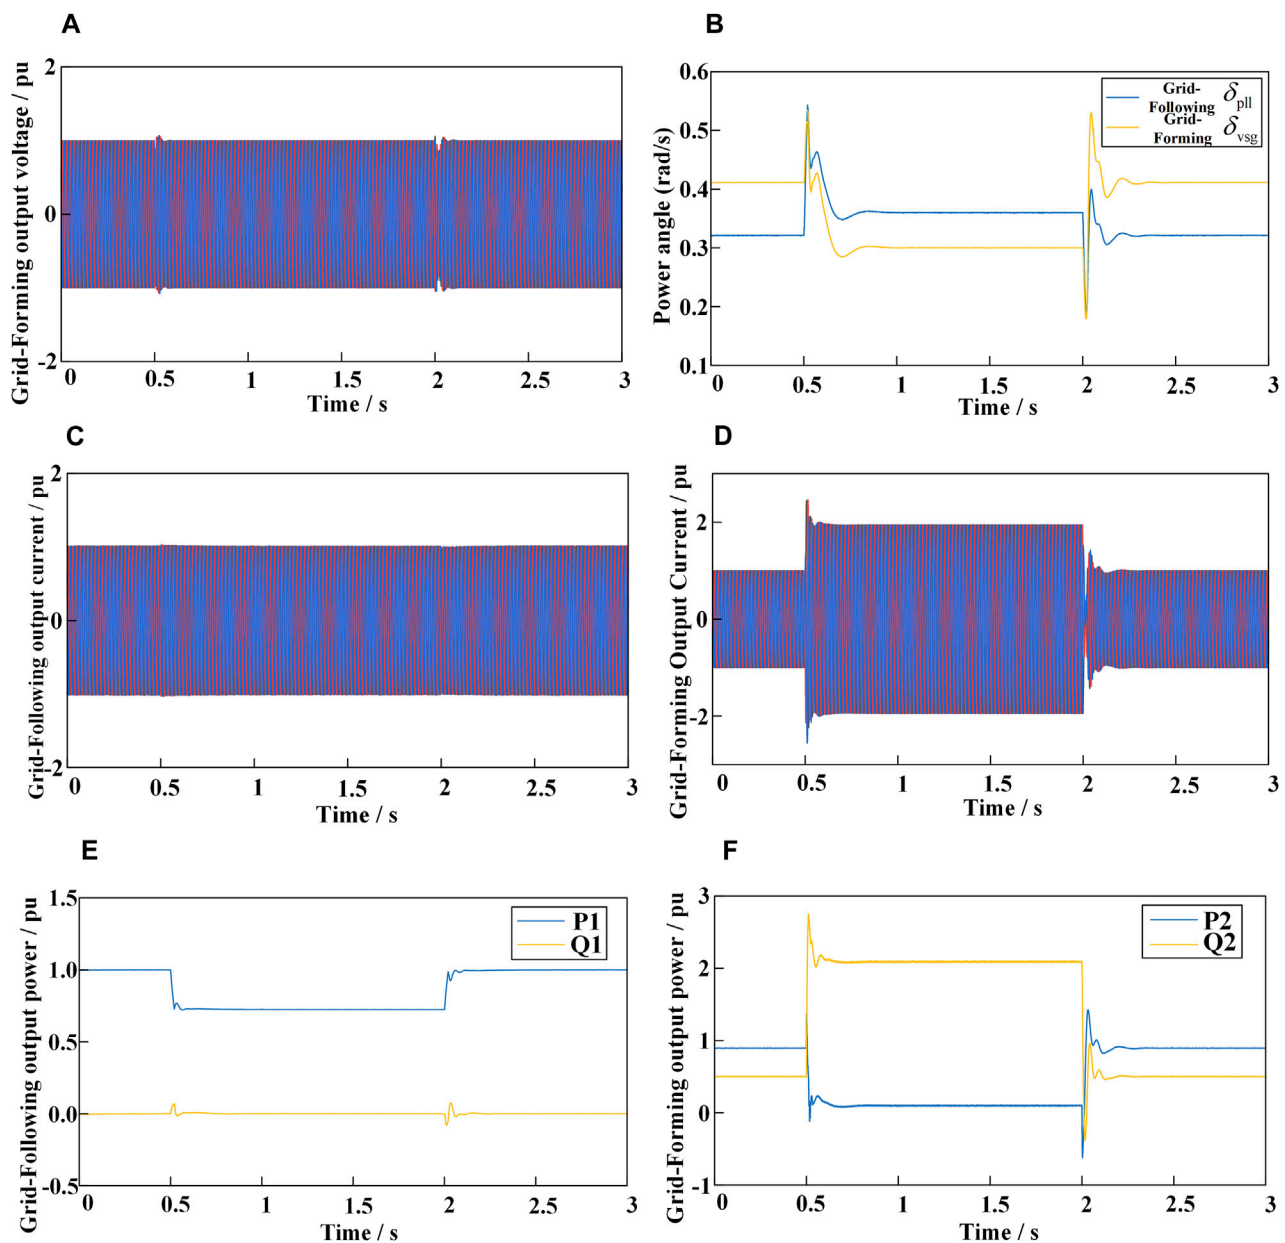 A
Grid-Forming output voltage / pu
2
0
-2
0 0.5 1 1.5 2 2.5 3
Time / s
B
Power angle (rad/s)
0.6
0.5
0.4
0.3
0.2
0.1
Grid-Following δpll
Grid-Forming δvsg
0 0.5 1 1.5 2 2.5 3
Time / s
C
Grid-Following output current / pu
2
0
-2
0 0.5 1 1.5 2 2.5 3
Time / s
D
Grid-Forming Output Current / pu
2
0
-2
0 0.5 1 1.5 2 2.5 3
Time / s
E
Grid-Following output power / pu
1.5
1.0
0.5
0.0
-0.5
P1
Q1
0 0.5 1 1.5 2 2.5 3
Time / s
F
Grid-Forming output power / pu
3
2
1
0
-1
P2
Q2
0 0.5 1 1.5 2 2.5 3
Time / s